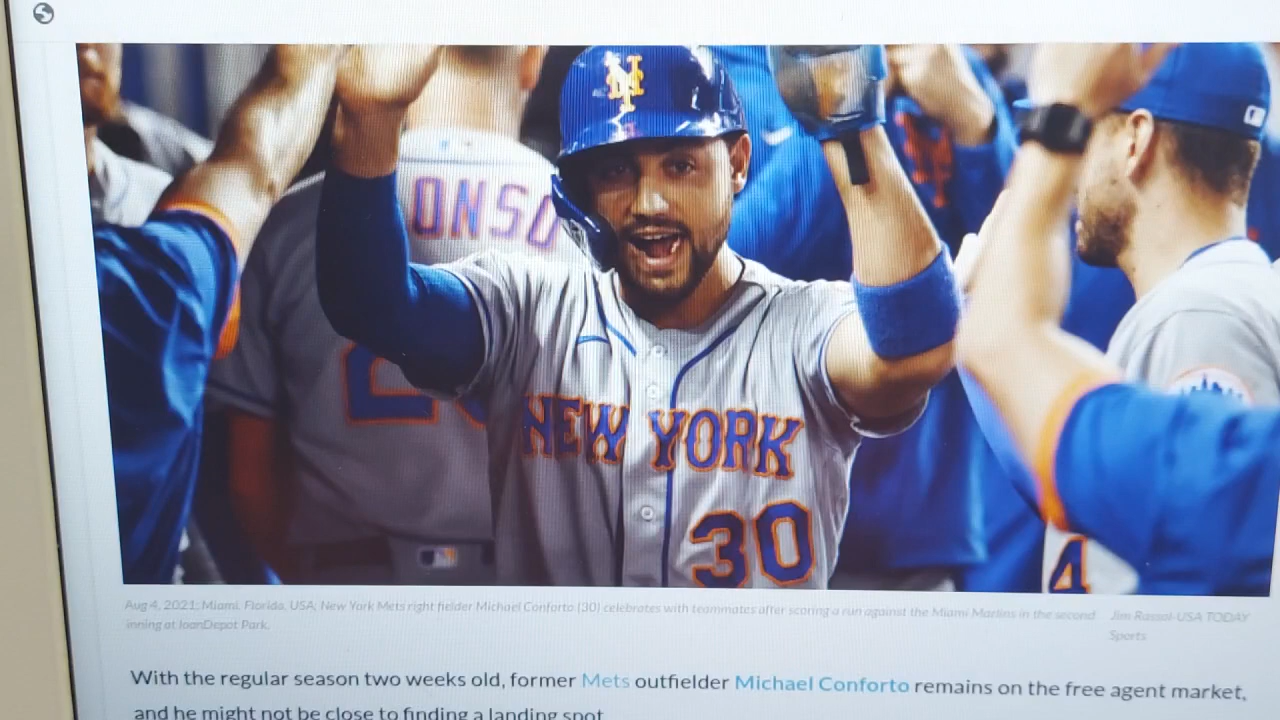 ONSO
NEW YORK
30
2
4
Aug 4, 2021; Miami, Florida, USA; New York Mets right fielder Michael Conforto (30) celebrates with teammates after scoring a run against the Miami Marlins in the second
inning at loanDepot Park.
Jim Rassol-USA TODAY
Sports
With the regular season two weeks old, former Mets outfielder Michael Conforto remains on the free agent market,
and he might not be close to finding a landing spot